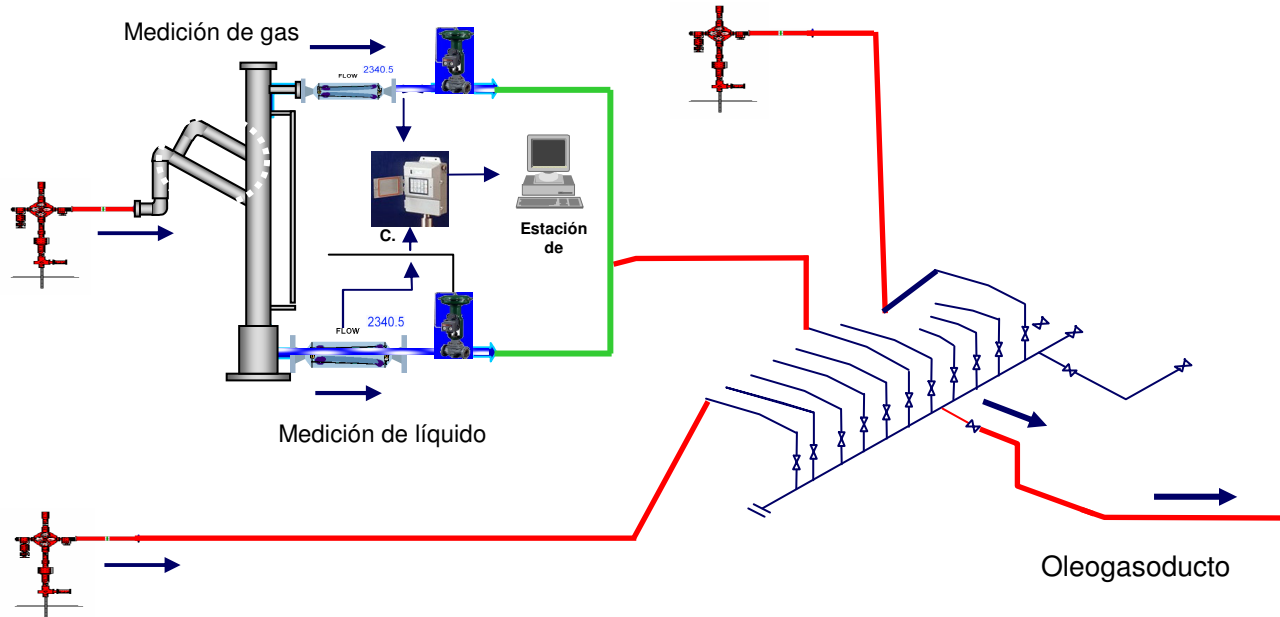 Medición de gas
FLOW
2340.5
C.
Estación
de
FLOW
2340.5
Medición de líquido
Oleogasoducto